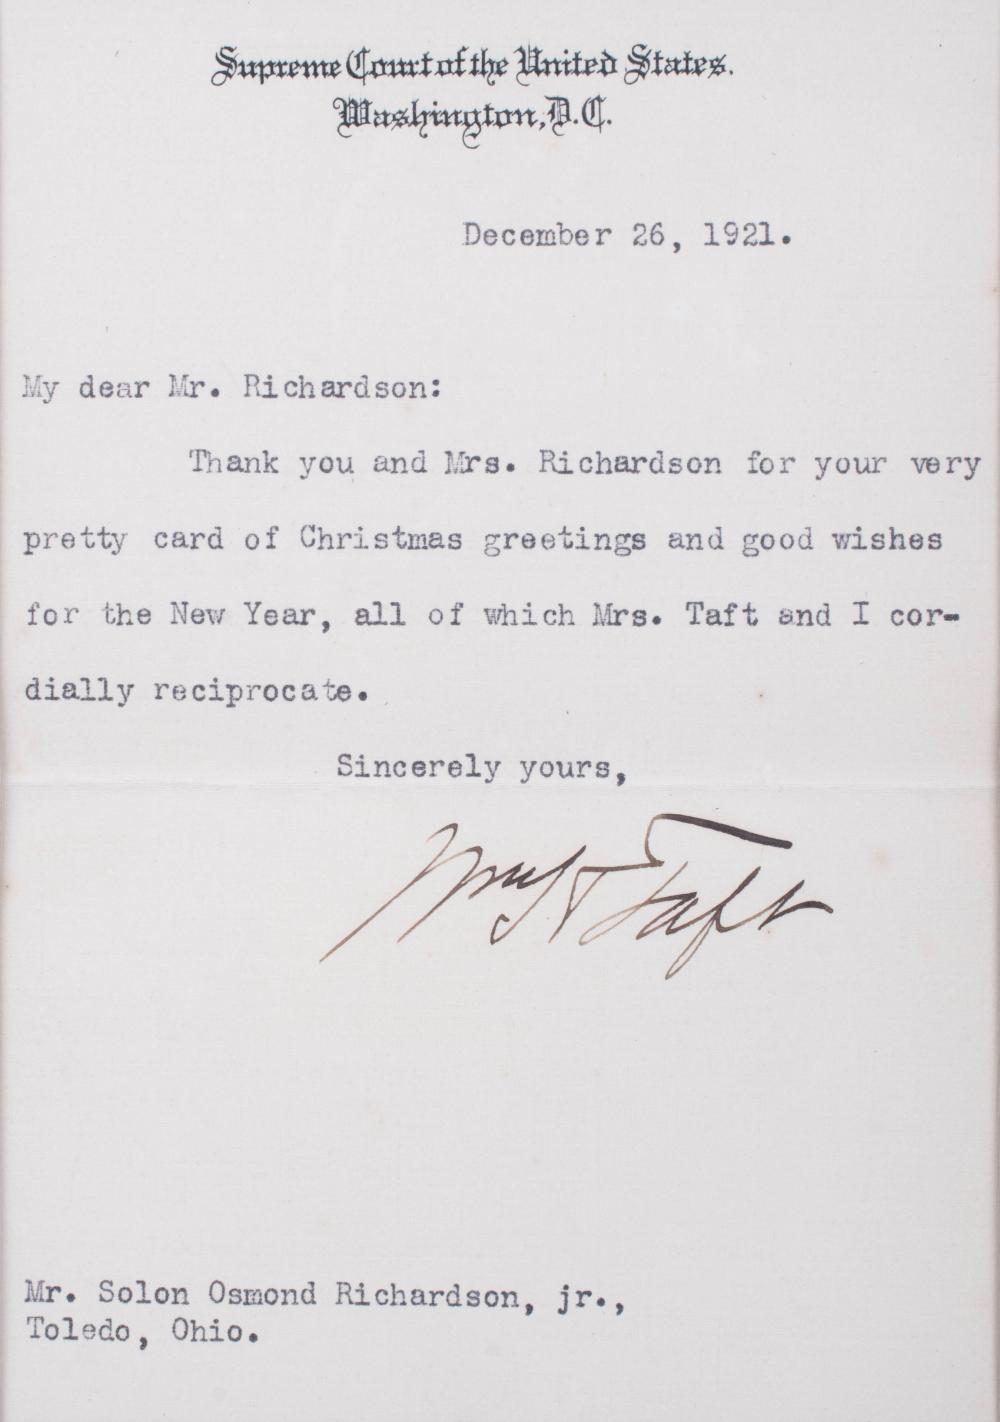 Supreme Court of the United States.
Washington, D.C.
December 26, 1921.
My dear Mr. Richardson:
Thank you and Mrs. Richardson for your very
pretty card of Christmas greetings and good wishes
for the New Year, all of which Mrs. Taft and I cor-
dially reciprocate.
Sincerely yours,
Wm H Taft
Mr. Solon Osmond Richardson, jr.,
Toledo, Ohio.